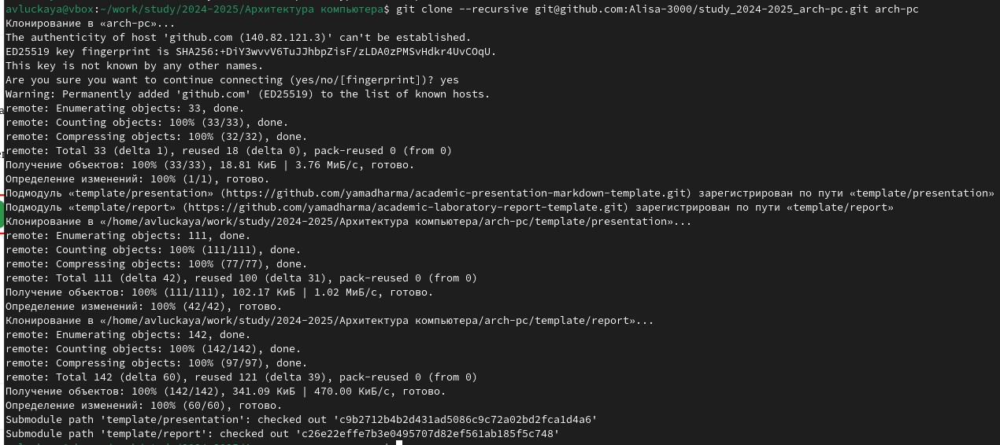 avluckaya@vbox:~/work/study/2024-2025/Архитектура компьютера$ git clone --recursive git@github.com:Alisa-3000/study_2024-2025_arch-pc.git arch-pc
Клонирование в «arch-pc»...
The authenticity of host 'github.com (140.82.121.3)' can't be established.
ED25519 key fingerprint is SHA256:+DiY3wvvV6TuJJhbpZisF/zLDA0zPMSvHdkr4UvCOqU.
This key is not known by any other names.
Are you sure you want to continue connecting (yes/no/[fingerprint])? yes
Warning: Permanently added 'github.com' (ED25519) to the list of known hosts.
remote: Enumerating objects: 33, done.
remote: Counting objects: 100% (33/33), done.
remote: Compressing objects: 100% (32/32), done.
remote: Total 33 (delta 1), reused 18 (delta 0), pack-reused 0 (from 0)
Получение объектов: 100% (33/33), 18.81 КиБ | 3.76 МиБ/с, готово.
Определение изменений: 100% (1/1), готово.
Подмодуль «template/presentation» (https://github.com/yamadharma/academic-presentation-markdown-template.git) зарегистрирован по пути «template/presentation»
Подмодуль «template/report» (https://github.com/yamadharma/academic-laboratory-report-template.git) зарегистрирован по пути «template/report»
Клонирование в «/home/avluckaya/work/study/2024-2025/Архитектура компьютера/arch-pc/template/presentation»...
remote: Enumerating objects: 111, done.
remote: Counting objects: 100% (111/111), done.
remote: Compressing objects: 100% (77/77), done.
remote: Total 111 (delta 42), reused 100 (delta 31), pack-reused 0 (from 0)
Получение объектов: 100% (111/111), 102.17 КиБ | 1.02 МиБ/с, готово.
Определение изменений: 100% (42/42), готово.
Клонирование в «/home/avluckaya/work/study/2024-2025/Архитектура компьютера/arch-pc/template/report»...
remote: Enumerating objects: 142, done.
remote: Counting objects: 100% (142/142), done.
remote: Compressing objects: 100% (97/97), done.
remote: Total 142 (delta 60), reused 121 (delta 39), pack-reused 0 (from 0)
Получение объектов: 100% (142/142), 341.09 КиБ | 470.00 КиБ/с, готово.
Определение изменений: 100% (60/60), готово.
Submodule path 'template/presentation': checked out 'c9b2712b4b2d431ad5086c9c72a02bd2fca1d4a6'
Submodule path 'template/report': checked out 'c26e22effe7b3e0495707d82ef561ab185f5c748'